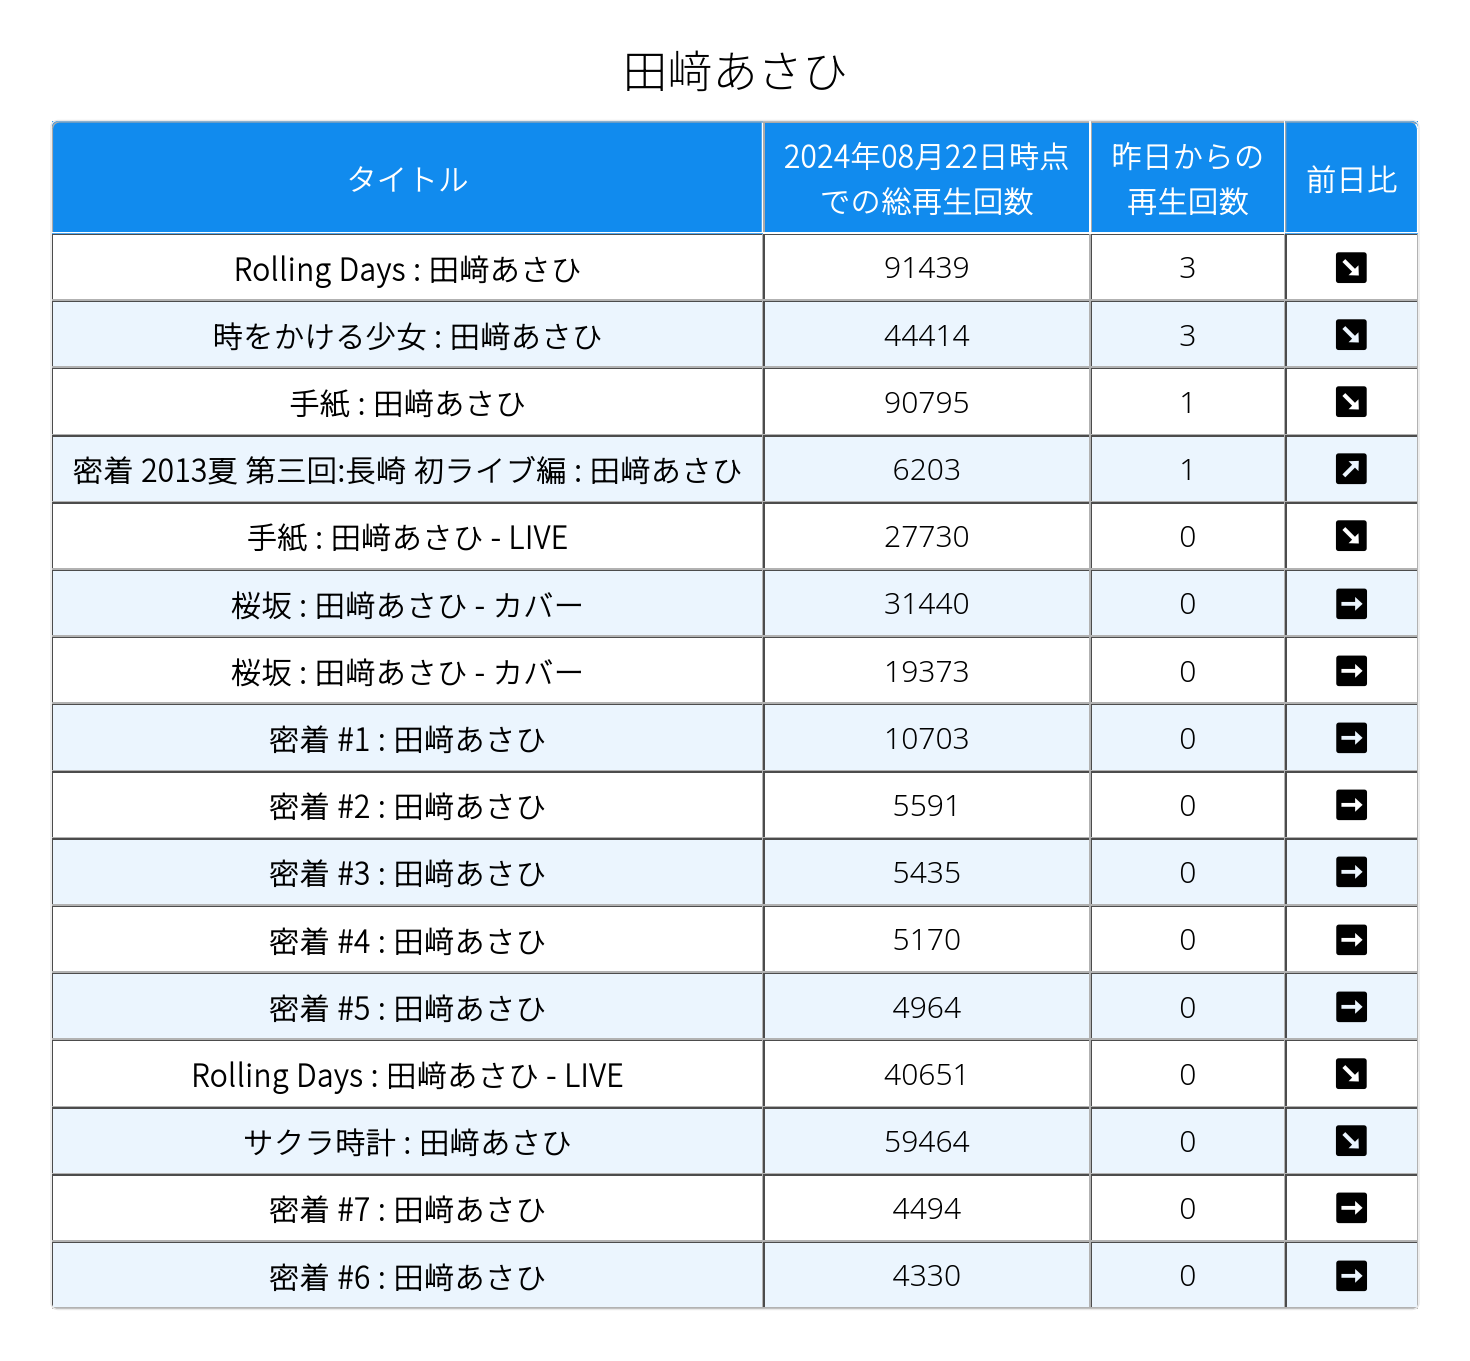 田﨑あさひ
タイトル
2024年08月22日時点
での総再生回数
昨日からの
再生回数
前日比
Rolling Days : 田﨑あさひ 91439 3 ↘
時をかける少女 : 田﨑あさひ 44414 3 ↘
手紙 : 田﨑あさひ 90795 1 ↘
密着 2013夏 第三回:長崎 初ライブ編 : 田﨑あさひ 6203 1 ↗
手紙 : 田﨑あさひ - LIVE 27730 0 ↘
桜坂 : 田﨑あさひ - カバー 31440 0 →
桜坂 : 田﨑あさひ - カバー 19373 0 →
密着 #1 : 田﨑あさひ 10703 0 →
密着 #2 : 田﨑あさひ 5591 0 →
密着 #3 : 田﨑あさひ 5435 0 →
密着 #4 : 田﨑あさひ 5170 0 →
密着 #5 : 田﨑あさひ 4964 0 →
Rolling Days : 田﨑あさひ - LIVE 40651 0 ↘
サクラ時計 : 田﨑あさひ 59464 0 ↘
密着 #7 : 田﨑あさひ 4494 0 →
密着 #6 : 田﨑あさひ 4330 0 →